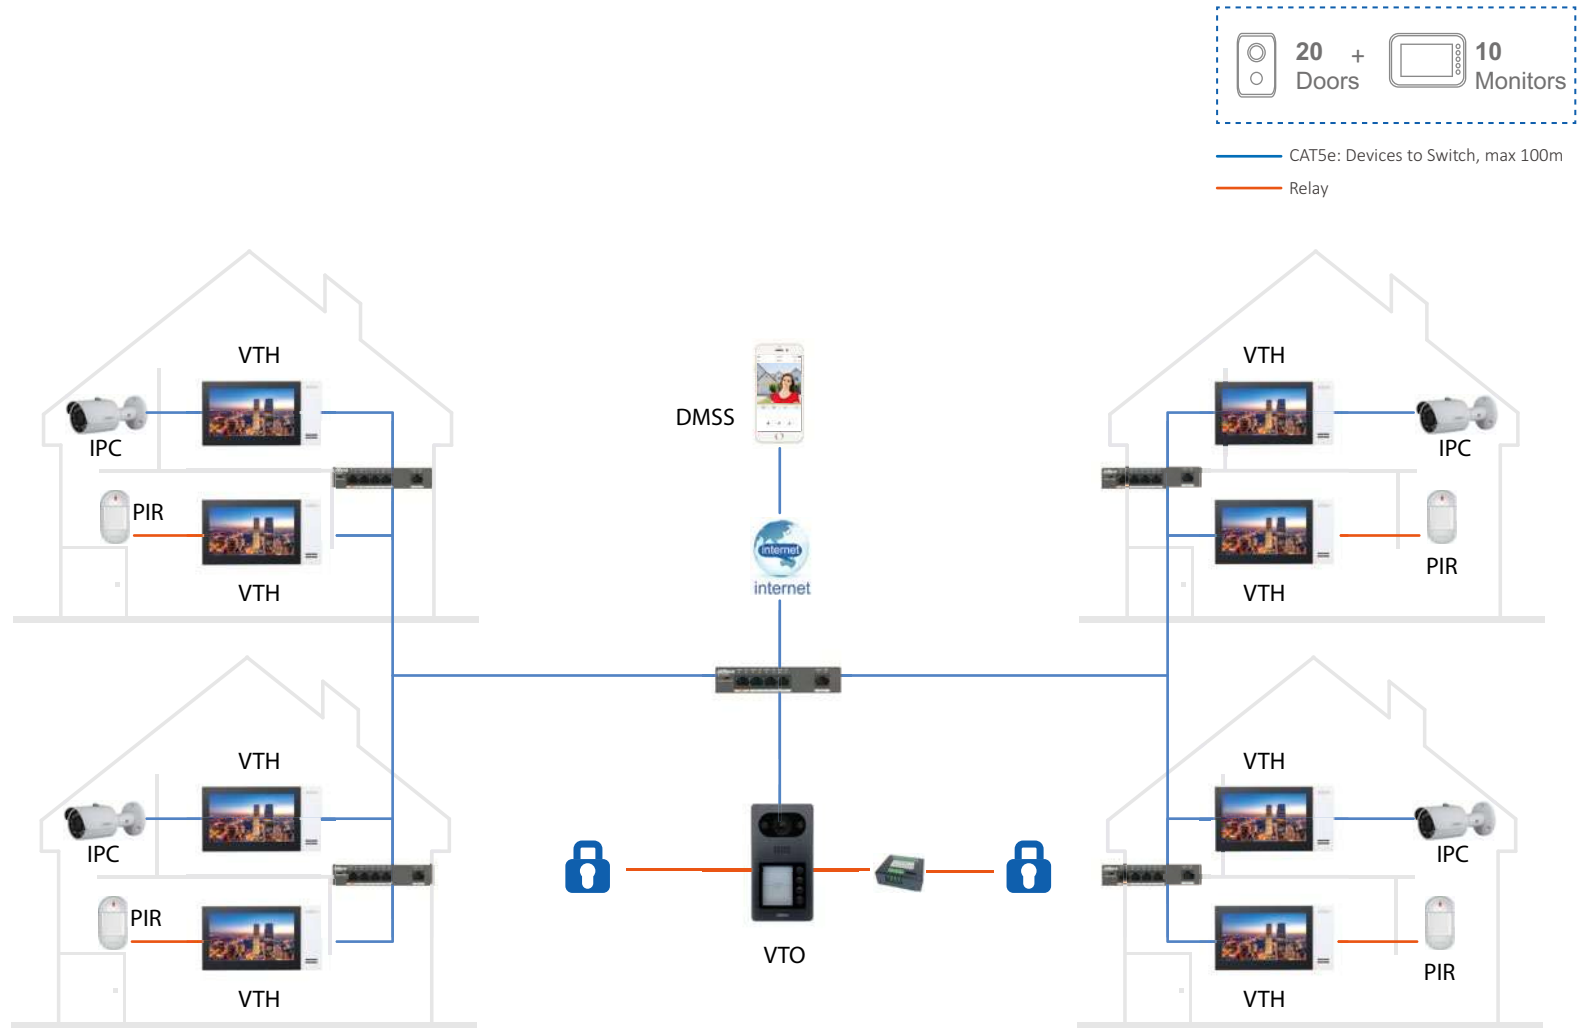 20 + 10
Doors Monitors
CAT5e: Devices to Switch, max 100m
Relay
VTH
IPC
PIR
VTH
DMSS
internet
internet
VTH
IPC
PIR
VTH
VTH
IPC
PIR
VTH
VTO
VTH
IPC
PIR
VTH